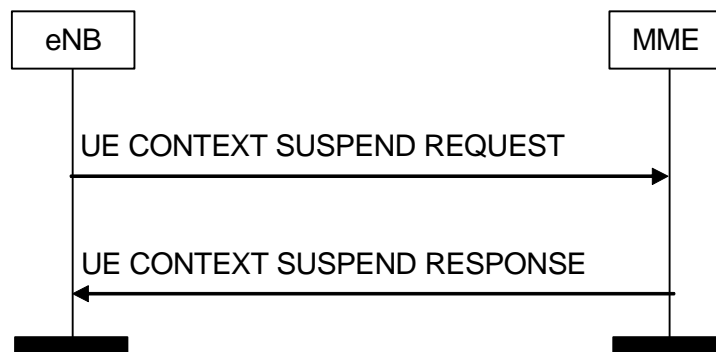 eNB
MME
UE CONTEXT SUSPEND REQUEST
UE CONTEXT SUSPEND RESPONSE